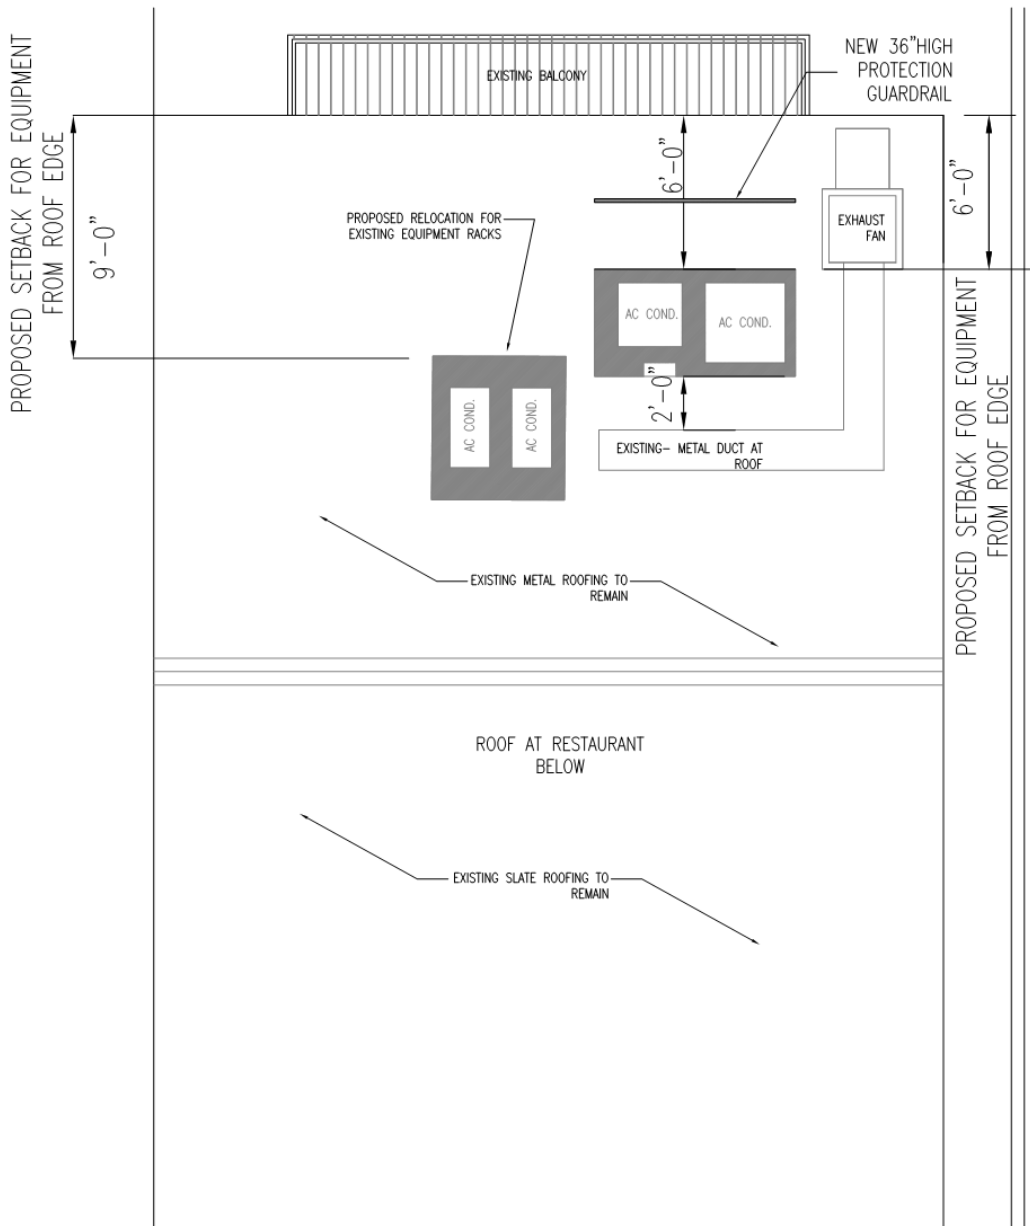 EXISTING BALCONY
NEW 36"HIGH
PROTECTION
GUARDRAIL
PROPOSED SETBACK FOR EQUIPMENT
FROM ROOF EDGE
9'-0"
6'-0"
6'-0"
PROPOSED RELOCATION FOR
EXISTING EQUIPMENT RACKS
EXHAUST
FAN
AC COND.
AC COND.
PROPOSED SETBACK FOR EQUIPMENT
FROM ROOF EDGE
2'-0"
AC COND.
AC COND.
EXISTING- METAL DUCT AT
ROOF
EXISTING METAL ROOFING TO
REMAIN
ROOF AT RESTAURANT
BELOW
EXISTING SLATE ROOFING TO
REMAIN